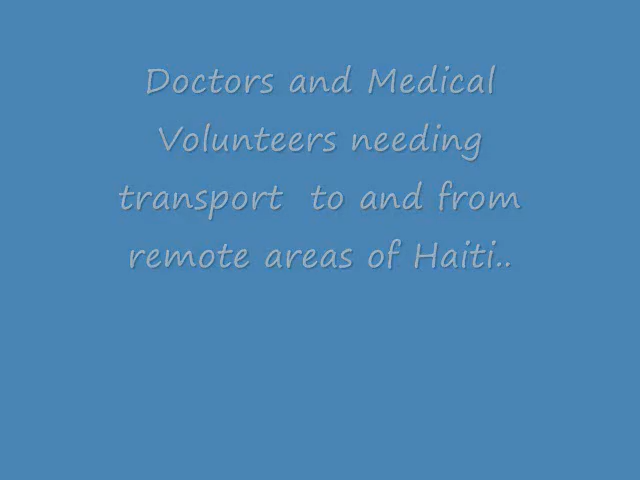 Doctors and Medical
Volunteers needing
transport  to and from
remote areas of Haiti..